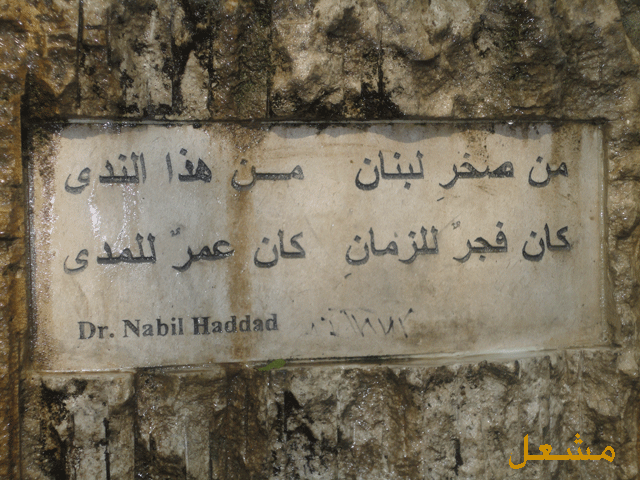 من صخرِ لبنان من هذا الندى
كان فجرٌ للزمانِ كان عمرٌ للمدى
Dr. Nabil Haddad
مشعل